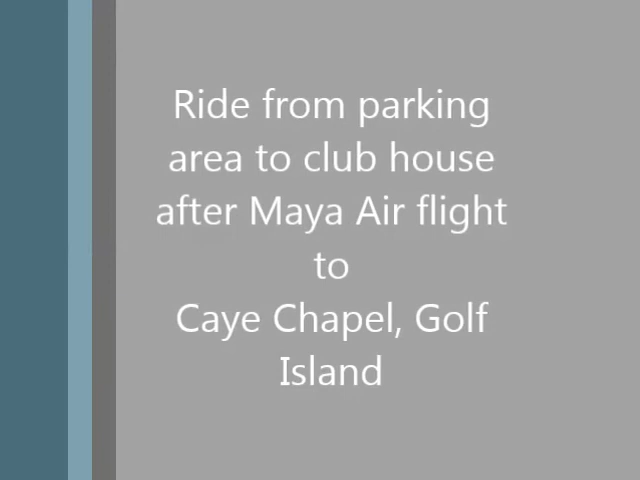 Ride from parking
area to club house
after Maya Air flight
to
Caye Chapel, Golf
Island